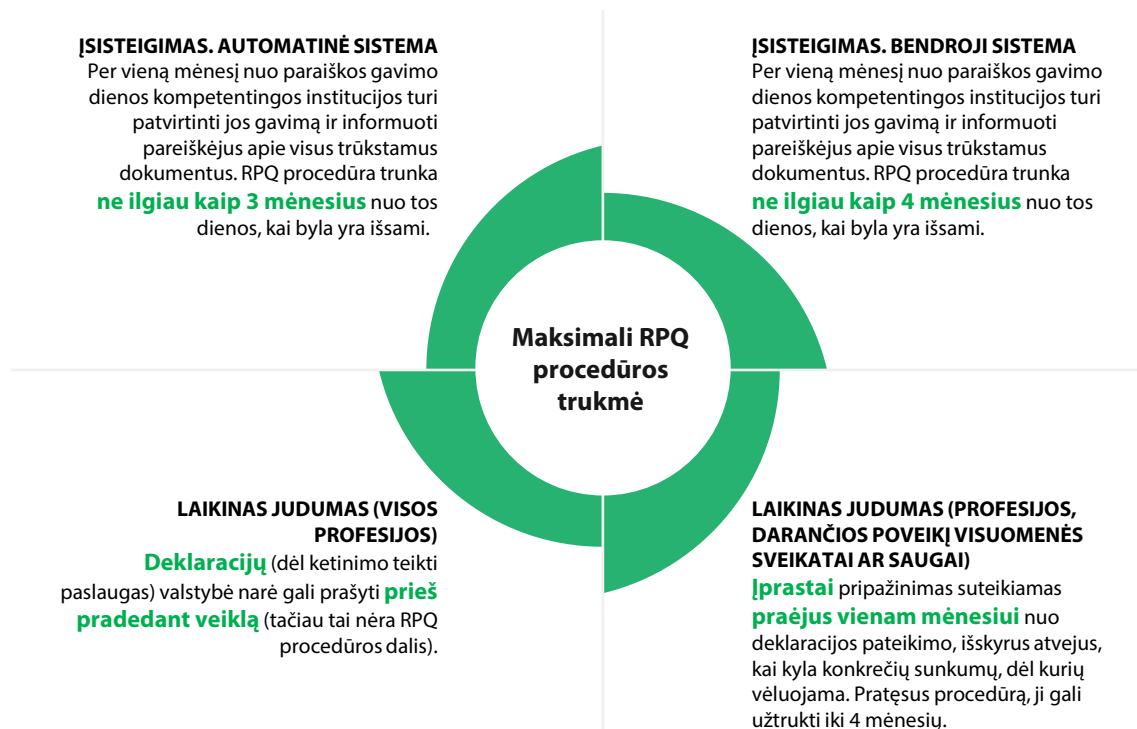 ĮSISTEIGIMAS. AUTOMATINĖ SISTEMA
Per vieną mėnesį nuo paraiškos gavimo
dienos kompetentingos institucijos turi
patvirtinti jos gavimą ir informuoti
pareiškėjus apie visus trūkstamus
dokumentus. RPQ procedūra trunka
ne ilgiau kaip 3 mėnesius nuo tos
dienos, kai byla yra išsami.
ĮSISTEIGIMAS. BENDROJI SISTEMA
Per vieną mėnesį nuo paraiškos gavimo
dienos kompetentingos institucijos turi
patvirtinti jos gavimą ir informuoti
pareiškėjus apie visus trūkstamus
dokumentus. RPQ procedūra trunka
ne ilgiau kaip 4 mėnesius nuo tos
dienos, kai byla yra išsami.
Maksimali RPQ
procedūros
trukmė
LAIKINAS JUDUMAS (VISOS
PROFESIJOS)
Deklaracijų (dėl ketinimo teikti
paslaugas) valstybė narė gali prašyti prieš
pradedant veiklą (tačiau tai nėra RPQ
procedūros dalis).
LAIKINAS JUDUMAS (PROFESIJOS,
DARANČIOS POVEIKĮ VISUOMENĖS
SVEIKATAI AR SAUGAI)
Įprastai pripažinimas suteikiamas
praėjus vienam mėnesiui nuo
deklaracijos pateikimo, išskyrus atvejus,
kai kyla konkrečių sunkumų, dėl kurių
vėluojama. Pratęsus procedūrą, ji gali
užtrukti iki 4 mėnesių.